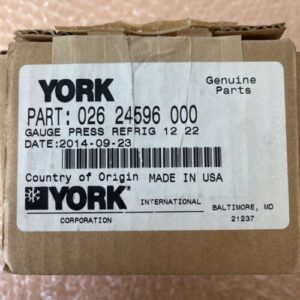 YORK
Genuine
Parts
PART: 026 24596 000
GAUGE PRESS REFRIG 12 22
DATE:2014-09-23
Country of Origin MADE IN USA
YORK
INTERNATIONAL
CORPORATION
BALTIMORE, MD
21237